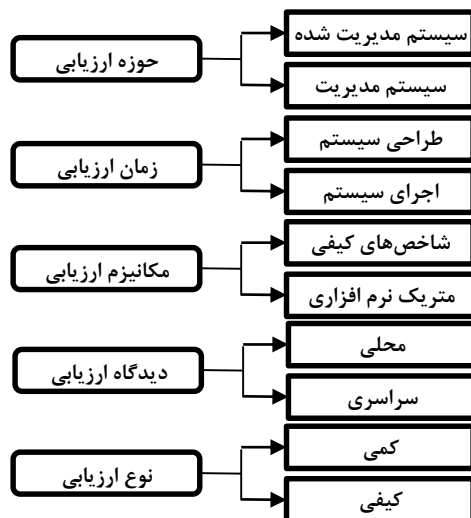 سیستم مدیریت شده
حوزه ارزیابی
سیستم مدیریت
طراحی سیستم
زمان ارزیابی
اجرای سیستم
شاخص‌های کیفی
مکانیزم ارزیابی
متریک نرم افزاری
محلی
دیدگاه ارزیابی
سراسری
کمی
نوع ارزیابی
کیفی